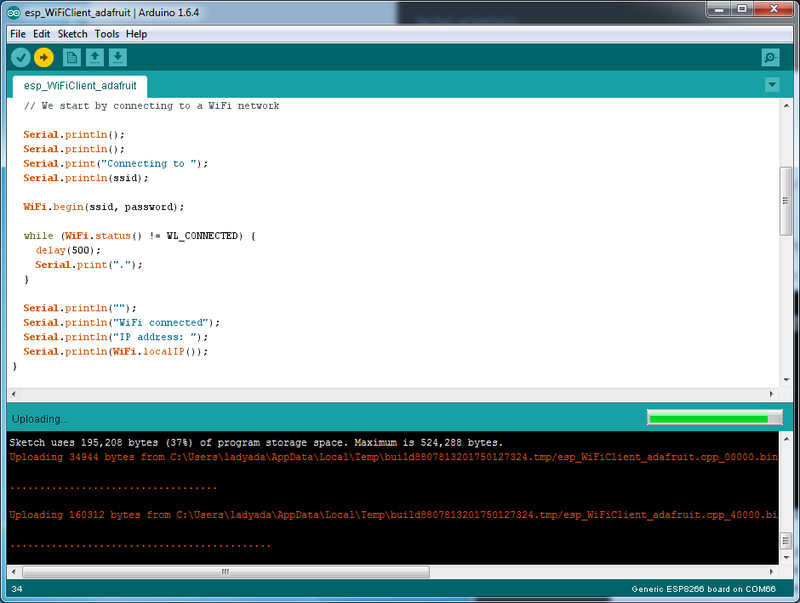 esp_WiFiClient_adafruit | Arduino 1.6.4
File Edit Sketch Tools Help
esp_WiFiClient_adafruit
// We start by connecting to a WiFi network
Serial.println();
Serial.println();
Serial.print("Connecting to ");
Serial.println(ssid);
WiFi.begin(ssid, password);
while (WiFi.status() != WL_CONNECTED) {
delay(500);
Serial.print(".");
}
Serial.println("");
Serial.println("WiFi connected");
Serial.println("IP address: ");
Serial.println(WiFi.localIP());
}
Uploading...
Sketch uses 195,208 bytes (37%) of program storage space. Maximum is 524,288 bytes.
Uploading 34944 bytes from C:\Users\ladyada\AppData\Local\Temp\build8807813201750127324.tmp/esp_WiFiClient_adafruit.cpp_00000.bin
...................................
Uploading 160312 bytes from C:\Users\ladyada\AppData\Local\Temp\build8807813201750127324.tmp/esp_WiFiClient_adafruit.cpp_40000.bi
............................................
34
Generic ESP8266 board on COM66